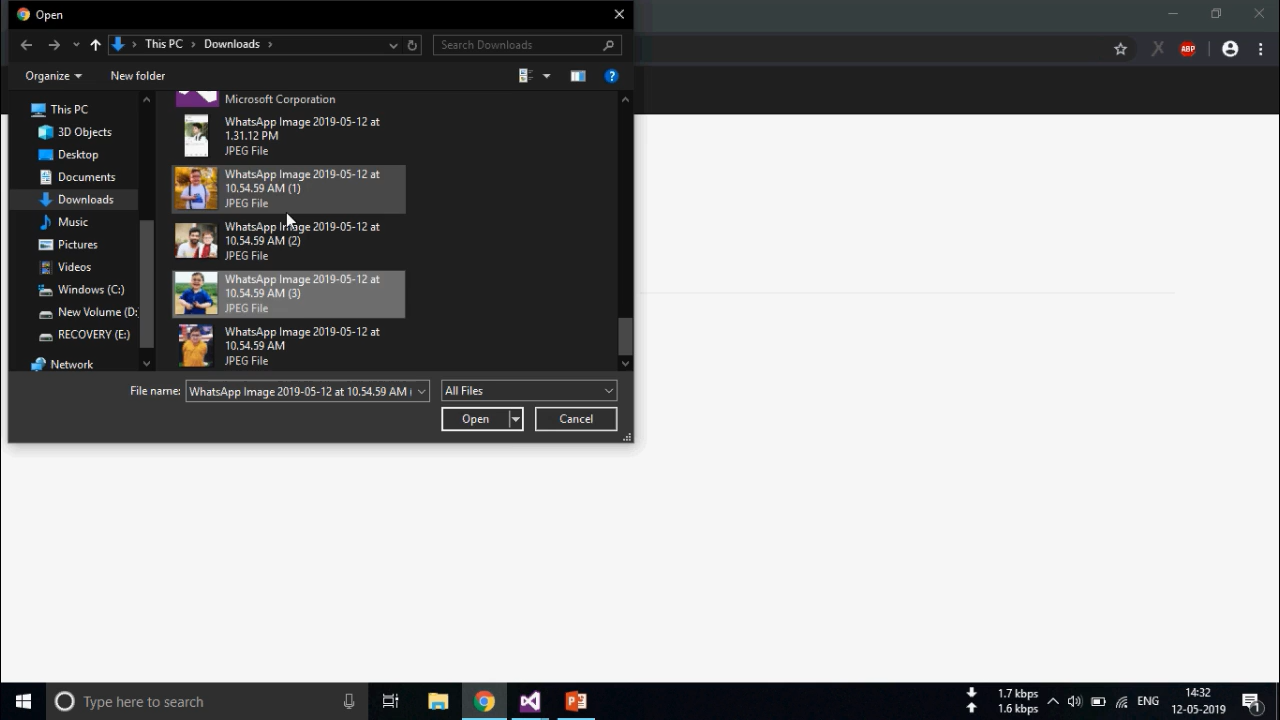 Open
This PC
Downloads
Search Downloads
ABP
Organize
New folder
?
This PC
3D Objects
Desktop
Documents
Downloads
Music
Pictures
Videos
Windows (C:)
New Volume (D:
RECOVERY (E:)
Network
Microsoft Corporation
WhatsApp Image 2019-05-12 at
1.31.12 PM
JPEG File
WhatsApp Image 2019-05-12 at
10.54.59 AM (1)
JPEG File
WhatsApp Image 2019-05-12 at
10.54.59 AM (2)
JPEG File
WhatsApp Image 2019-05-12 at
10.54.59 AM (3)
JPEG File
WhatsApp Image 2019-05-12 at
10.54.59 AM
JPEG File
File name:
WhatsApp Image 2019-05-12 at 10.54.59 AM (
All Files
Open
Cancel
Type here to search
1.7 kbps
1.6 kbps
ENG
14:32
12-05-2019
1